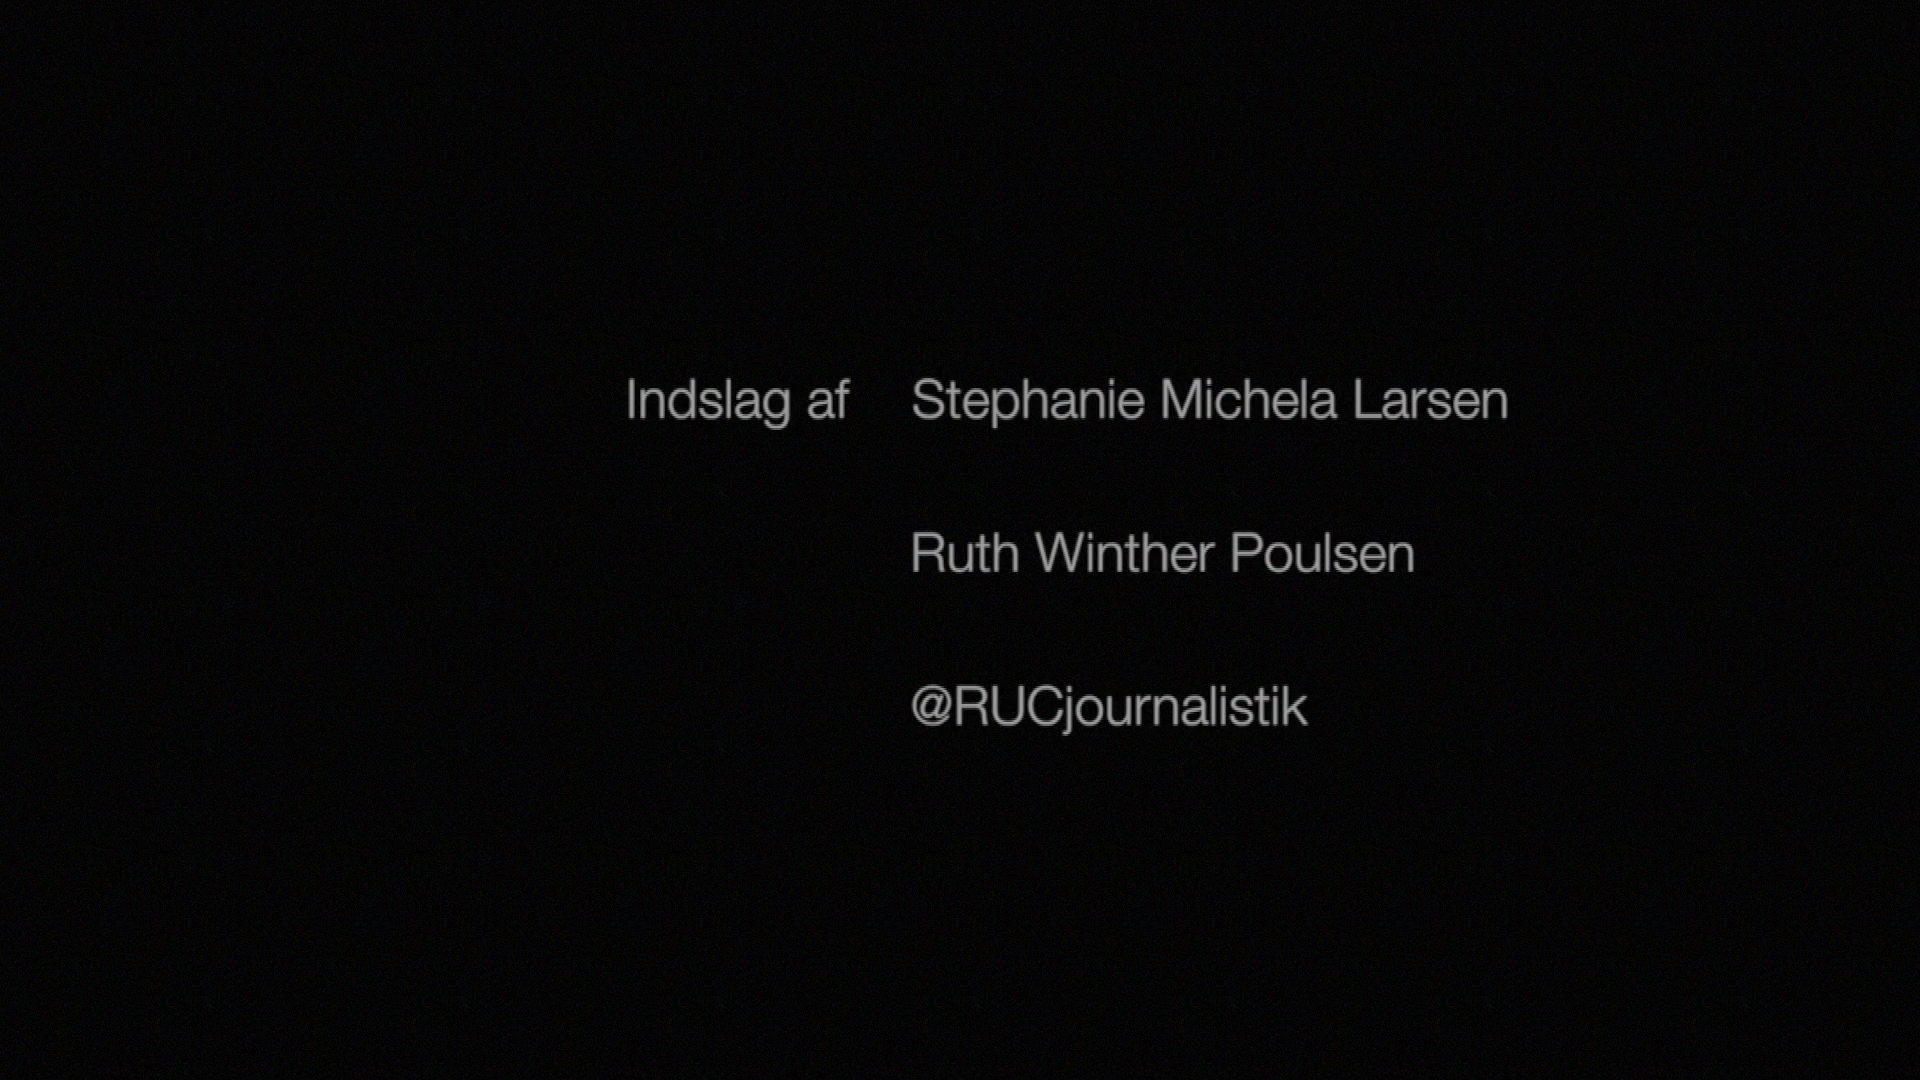 Indslag af Stephanie Michela Larsen
Ruth Winther Poulsen
@RUCjournalistik